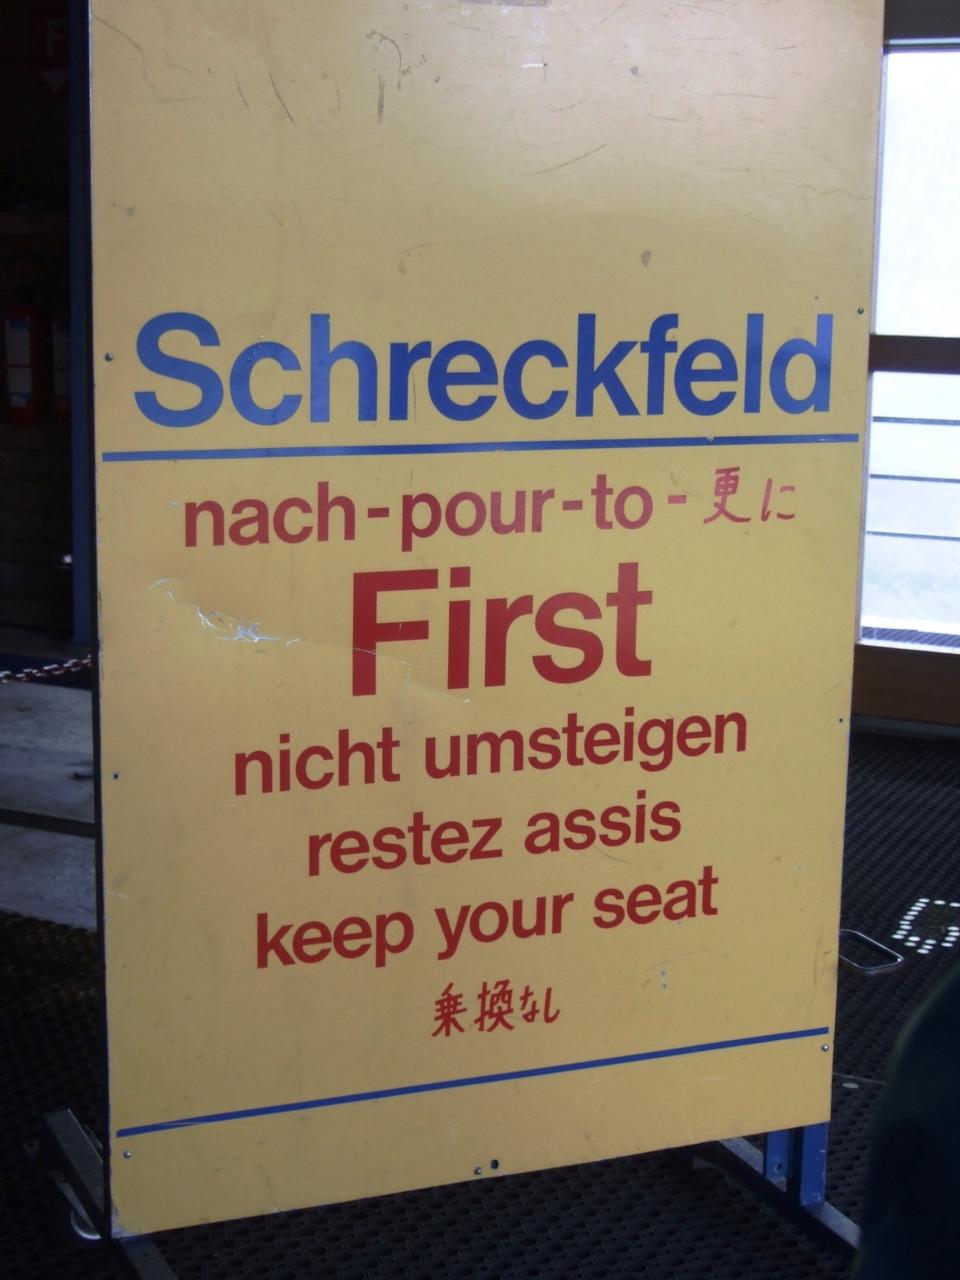 Schreckfeld
nach-pour-to-更に
First
nicht umsteigen
restez assis
keep your seat
乗換なし